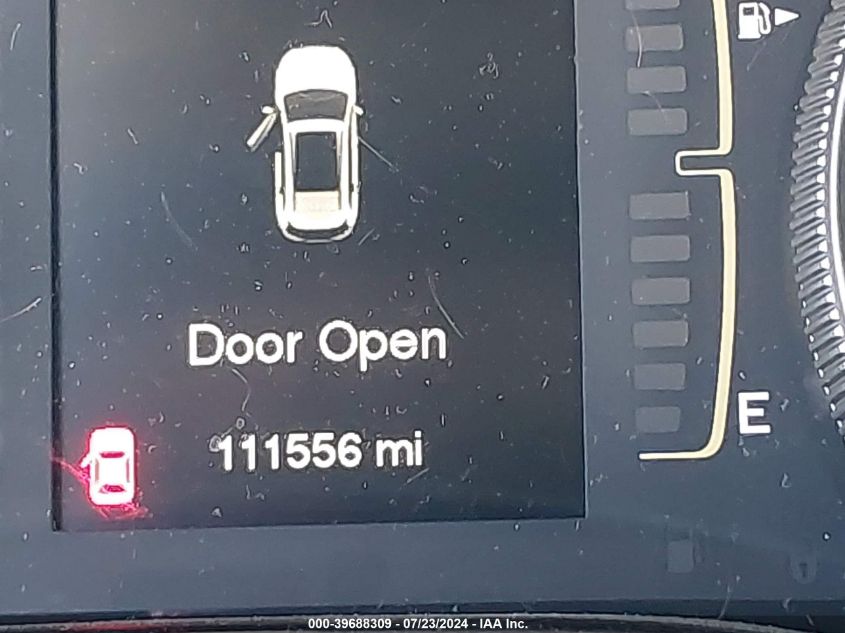 Door Open
E
111556 mi
000-39688309 - 07/23/2024 - IAA Inc.